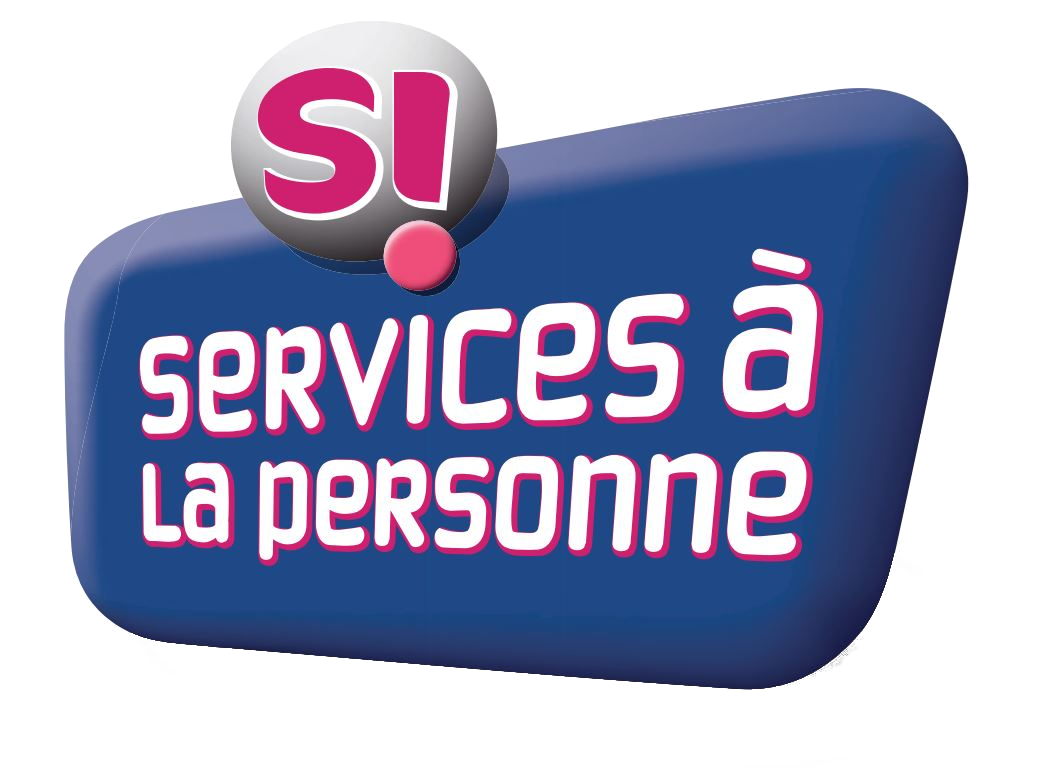 SI
services à
La personne